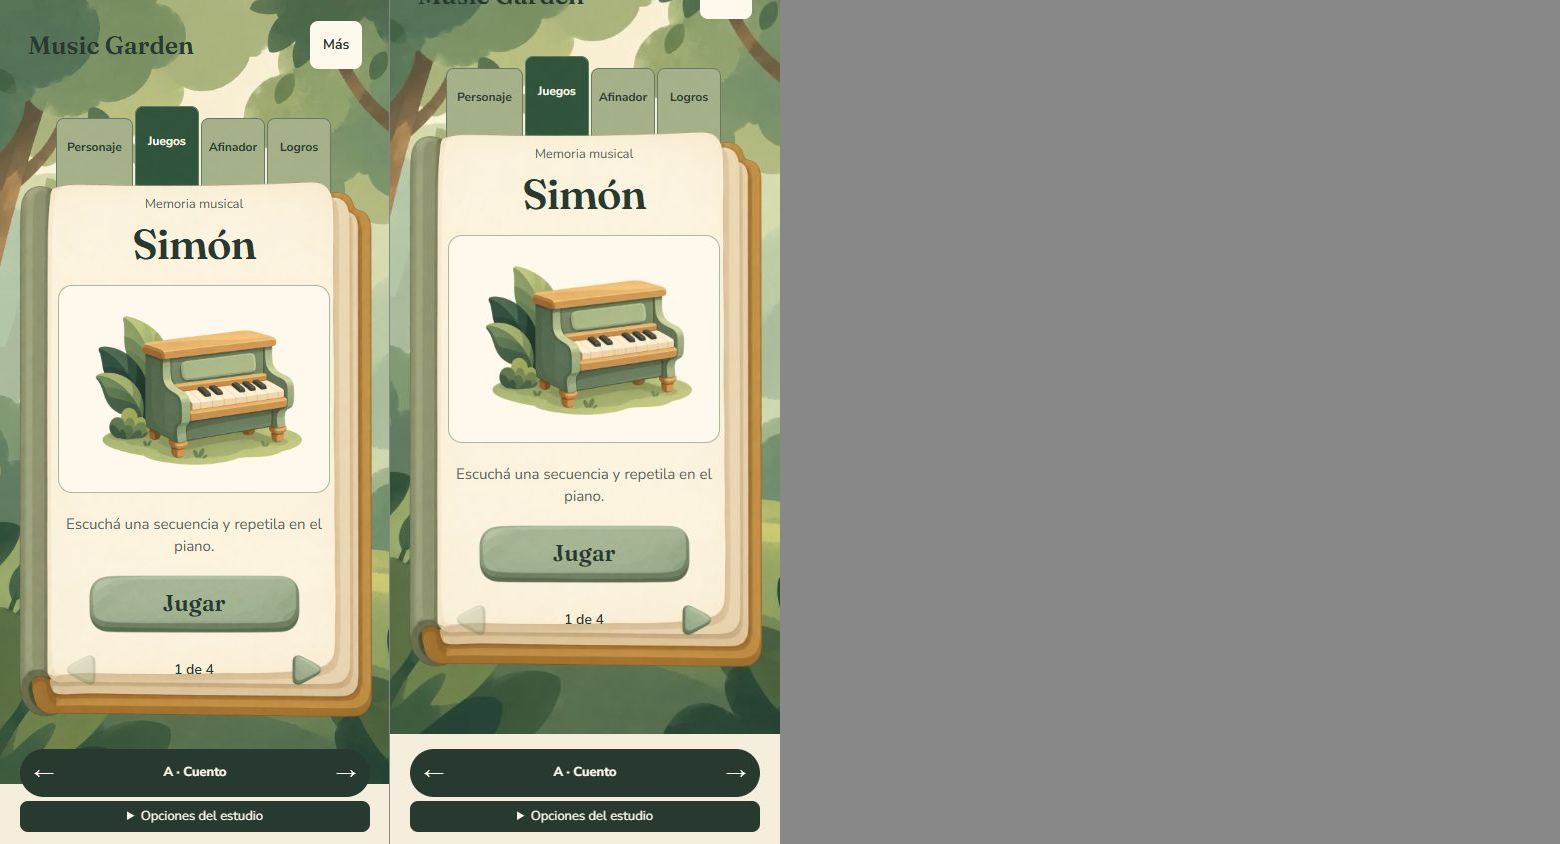 Music Garden
Más
Personaje
Juegos
Afinador
Logros
Memoria musical
Simón
Escuchá una secuencia y repetila en el
piano.
Jugar
1 de 4
← A · Cuento →
▶ Opciones del estudio
Music Garden
Personaje
Juegos
Afinador
Logros
Memoria musical
Simón
Escuchá una secuencia y repetila en el
piano.
Jugar
1 de 4
← A · Cuento →
▶ Opciones del estudio